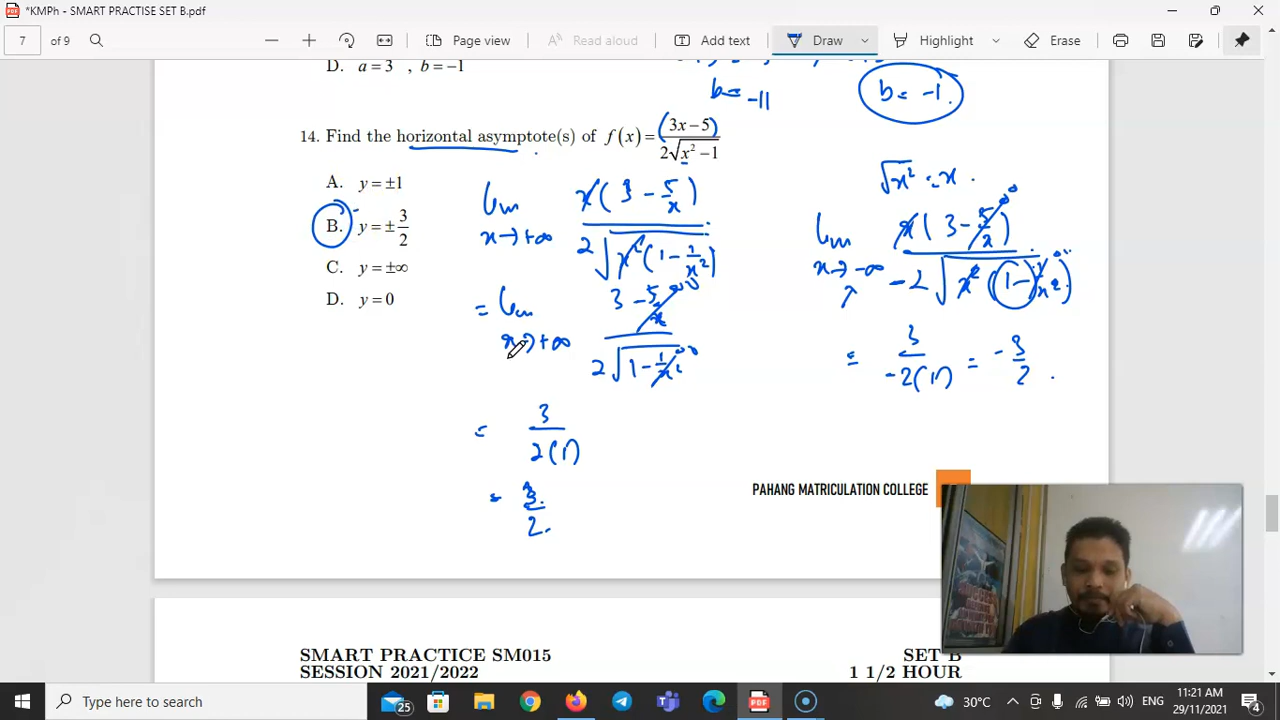 *KMPh - SMART PRACTISE SET B.pdf
7 of 9 Page view Read aloud Add text Draw Highlight Erase
D. a = 3 , b = −1
b = -11
b = -1.
14. Find the horizontal asymptote(s) of f(x) = (3x − 5) / 2√x² − 1
A. y = ±1
B. y = ± 3/2
C. y = ±∞
D. y = 0
lim x→+∞ x(3 − 5/x) / 2√x²(1 − 1/x²)
= lim x→+∞ 3 − 5/x / 2√1 − 1/x²
= 3 / 2(1)
= 3/2.
√x² = x.
lim x→−∞ x(3 − 5/x) / −2√x²(1 − 1/x²)
= 3 / −2(1) = − 3/2.
PAHANG MATRICULATION COLLEGE
SMART PRACTICE SM015 SET B
SESSION 2021/2022 1 1/2 HOUR
Type here to search
25
30°C
ENG
11:21 AM
29/11/2021
4